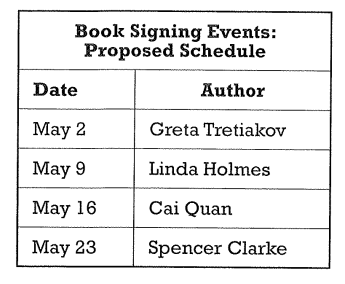 Book Signing Events:
Proposed Schedule
Date Author
May 2 Greta Tretiakov
May 9 Linda Holmes
May 16 Cai Quan
May 23 Spencer Clarke